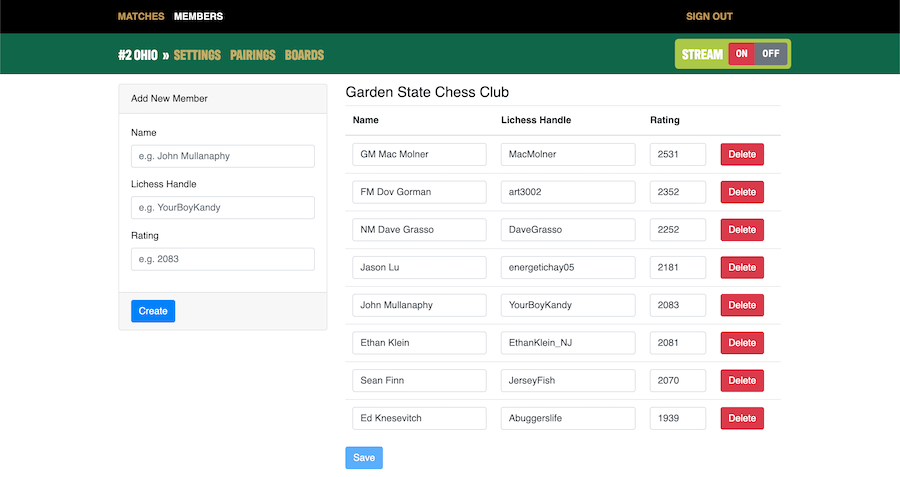 MATCHES MEMBERS SIGN OUT
#2 OHIO » SETTINGS PAIRINGS BOARDS STREAM ON OFF
Add New Member
Name
e.g. John Mullanaphy
Lichess Handle
e.g. YourBoyKandy
Rating
e.g. 2083
Create
Garden State Chess Club
Name Lichess Handle Rating
GM Mac Molner MacMolner 2531 Delete
FM Dov Gorman art3002 2352 Delete
NM Dave Grasso DaveGrasso 2252 Delete
Jason Lu energetichay05 2181 Delete
John Mullanaphy YourBoyKandy 2083 Delete
Ethan Klein EthanKlein_NJ 2081 Delete
Sean Finn JerseyFish 2070 Delete
Ed Knesevitch Abuggerslife 1939 Delete
Save